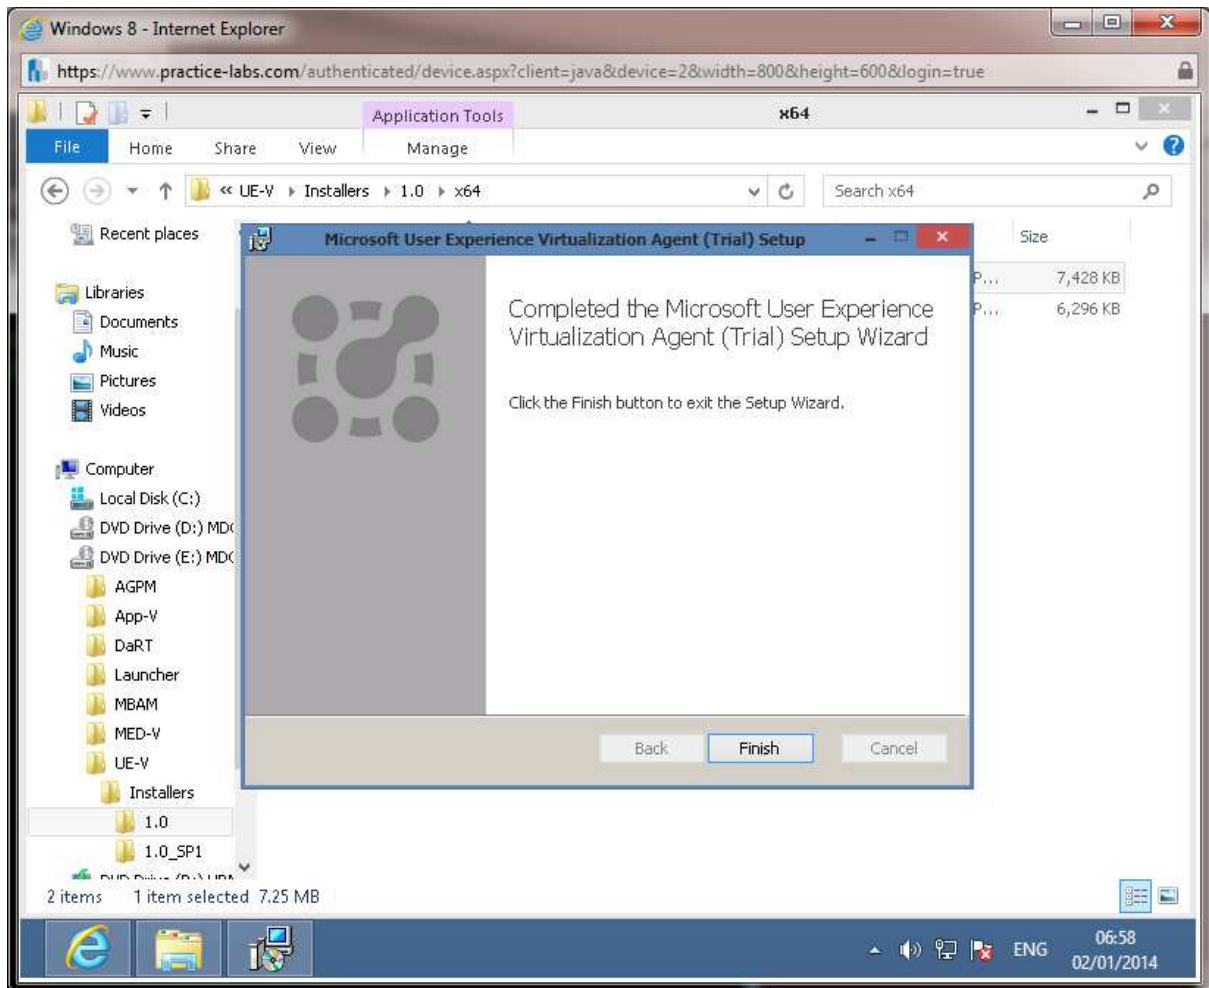 Windows 8 - Internet Explorer
https://www.practice-labs.com/authenticated/device.aspx?client=java&device=2&width=800&height=600&login=true
Application Tools
x64
File Home Share View Manage
« UE-V Installers 1.0 x64
Search x64
Recent places
Size
Microsoft User Experience Virtualization Agent (Trial) Setup
P... 7,428 KB
P... 6,296 KB
Libraries
Documents
Music
Pictures
Videos
Completed the Microsoft User Experience
Virtualization Agent (Trial) Setup Wizard
Click the Finish button to exit the Setup Wizard.
Computer
Local Disk (C:)
DVD Drive (D:)
DVD Drive (E:)
AGPM
App-V
DaRT
Launcher
MBAM
MED-V
UE-V
Installers
1.0
1.0_SP1
Back Finish Cancel
2 items 1 item selected 7.25 MB
ENG
06:58
02/01/2014